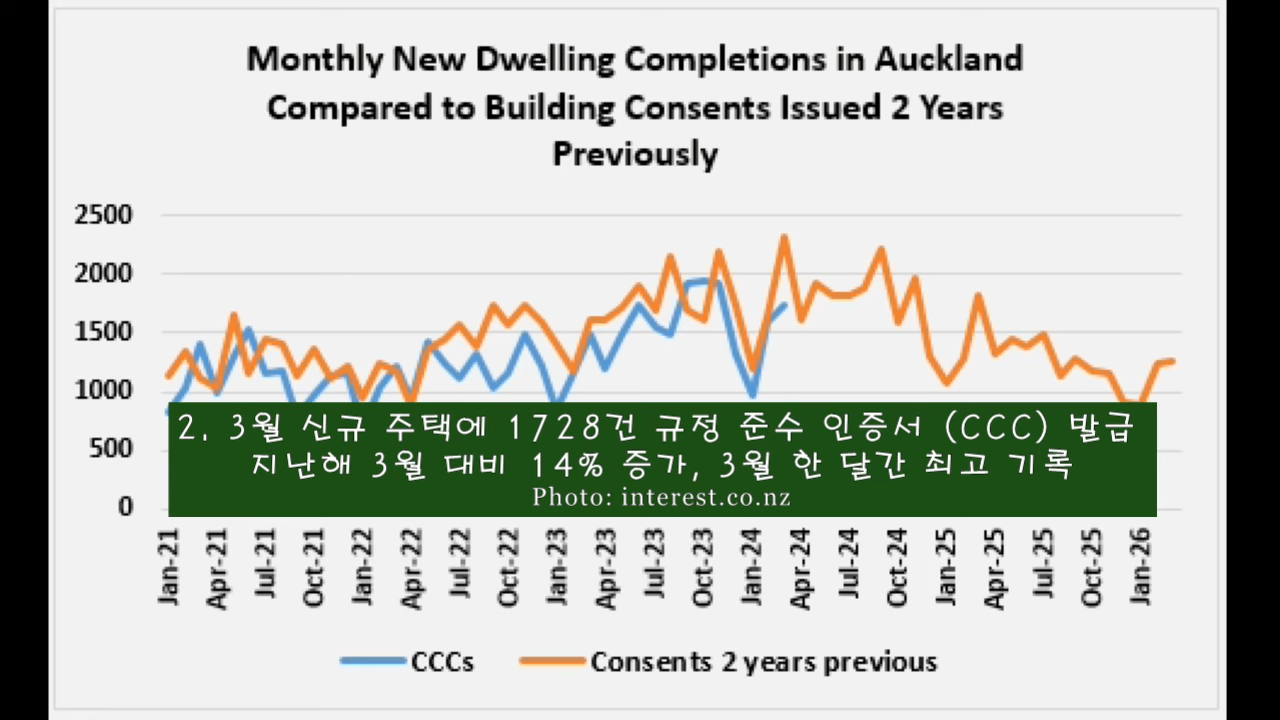 Monthly New Dwelling Completions in Auckland
Compared to Building Consents Issued 2 Years
Previously
2500
2000
1500
1000
500
0
2. 3월 신규 주택에 1728건 규정 준수 인증서 (CCC) 발급
지난해 3월 대비 14% 증가, 3월 한 달간 최고 기록
Photo: interest.co.nz
Jan-21
Apr-21
Jul-21
Oct-21
Jan-22
Apr-22
Jul-22
Oct-22
Jan-23
Apr-23
Jul-23
Oct-23
Jan-24
Apr-24
Jul-24
Oct-24
Jan-25
Apr-25
Jul-25
Oct-25
Jan-26
CCCs
Consents 2 years previous